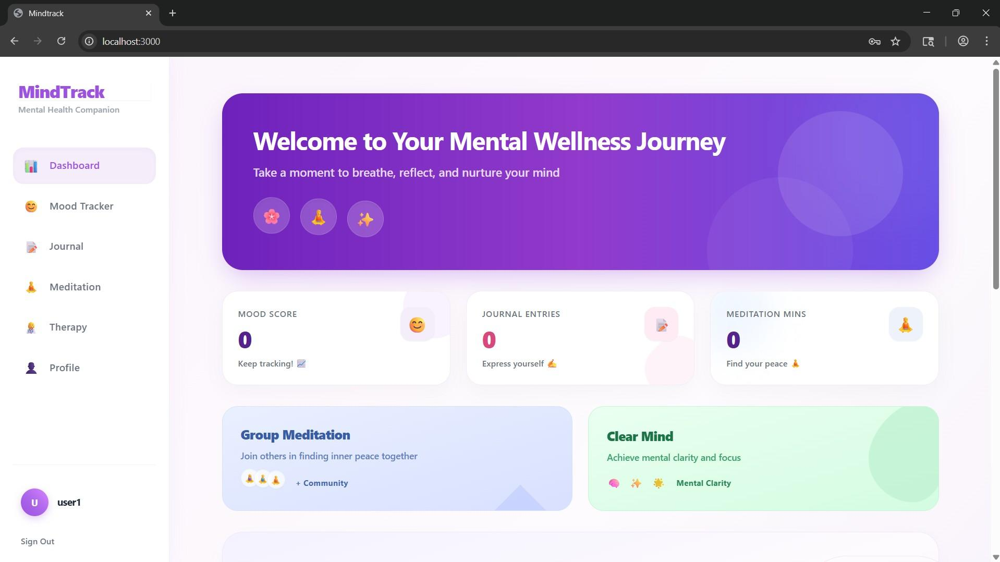 Mindtrack
localhost:3000
MindTrack
Mental Health Companion
Dashboard
Mood Tracker
Journal
Meditation
Therapy
Profile
U
user1
Sign Out
Welcome to Your Mental Wellness Journey
Take a moment to breathe, reflect, and nurture your mind
MOOD SCORE
0
Keep tracking!
JOURNAL ENTRIES
0
Express yourself
MEDITATION MINS
0
Find your peace
Group Meditation
Join others in finding inner peace together
+ Community
Clear Mind
Achieve mental clarity and focus
Mental Clarity